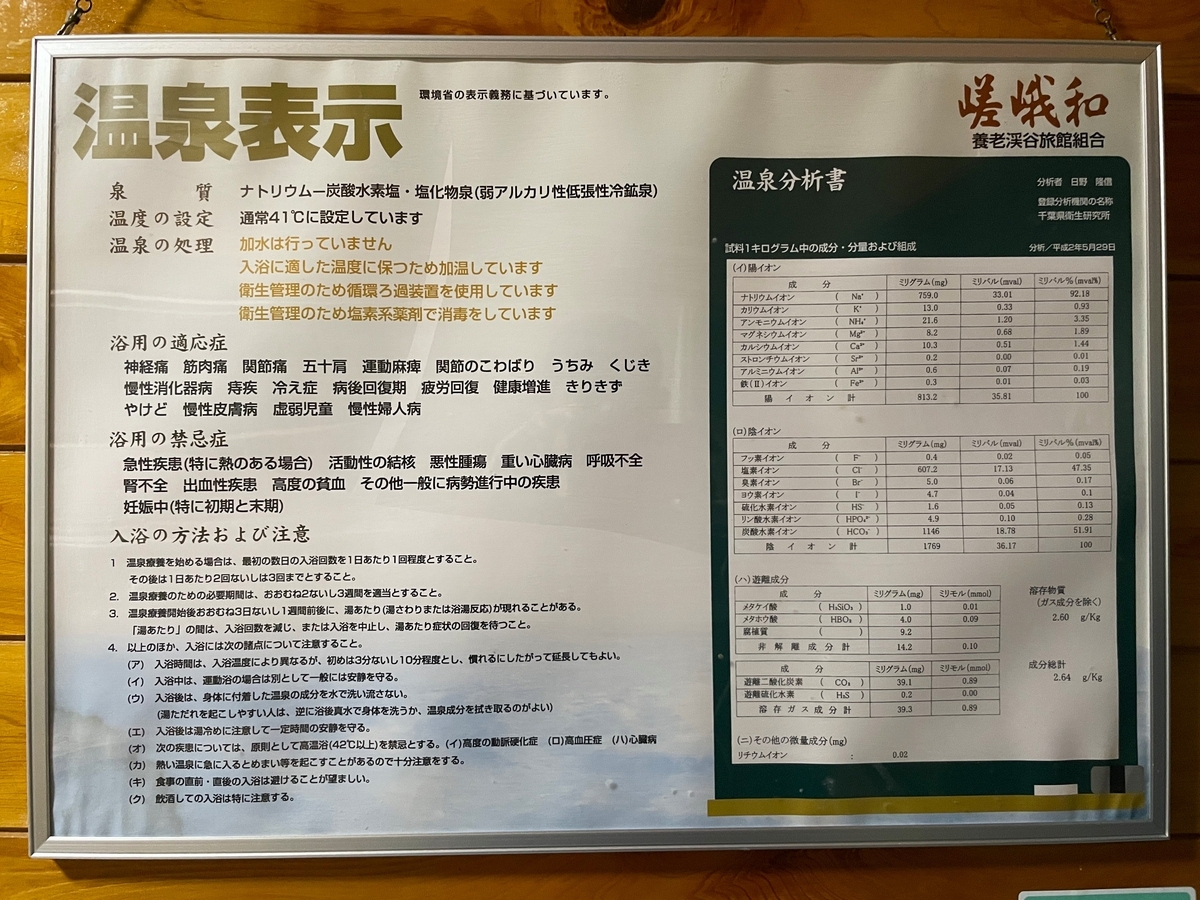 温泉表示
環境省の表示義務に基づいています。
嵯峨和
養老渓谷旅館組合
泉質 ナトリウム―炭酸水素塩・塩化物泉(弱アルカリ性低張性冷鉱泉)
温度の設定 通常41℃に設定しています
温泉の処理 加水は行っていません
入浴に適した温度に保つため加温しています
衛生管理のため循環ろ過装置を使用しています
衛生管理のため塩素系薬剤で消毒をしています
浴用の適応症
神経痛 筋肉痛 関節痛 五十肩 運動麻痺 関節のこわばり うちみ くじき
慢性消化器病 痔疾 冷え症 病後回復期 疲労回復 健康増進 きりきず
やけど 慢性皮膚病 虚弱児童 慢性婦人病
浴用の禁忌症
急性疾患(特に熱のある場合) 活動性の結核 悪性腫瘍 重い心臓病 呼吸不全
腎不全 出血性疾患 高度の貧血 その他一般に病勢進行中の疾患
妊娠中(特に初期と末期)
入浴の方法および注意
1 温泉療養を始める場合は、最初の数日の入浴回数を1日あたり1回程度とすること。
その後は1日あたり2回ないしは3回までとすること。
2. 温泉療養のための必要期間は、おおむね2ないし3週間を適当とすること。
3. 温泉療養開始後おおむね3日ないし1週間前後に、湯あたり(湯さわりまたは浴湯反応)が現れることがある。
「湯あたり」の間は、入浴回数を減じ、または入浴を中止し、湯あたり症状の回復を待つこと。
4. 以上のほか、入浴には次の諸点について注意すること。
(ア) 入浴時間は、入浴温度により異なるが、初めは3分ないし10分程度とし、慣れるにしたがって延長してもよい。
(イ) 入浴中は、運動浴の場合は別として一般には安静を守る。
(ウ) 入浴後は、身体に付着した温泉の成分を水で洗い流さない。
(湯ただれを起こしやすい人は、逆に浴後真水で身体を洗うか、温泉成分を拭き取るのがよい)
(エ) 入浴後は湯冷めに注意して一定時間の安静を守る。
(オ) 次の疾患については、原則として高温浴(42℃以上)を禁忌とする。(イ)高度の動脈硬化症 (ロ)高血圧症 (ハ)心臓病
(カ) 熱い温泉に急に入るとめまい等を起こすことがあるので十分注意をする。
(キ) 食事の直前・直後の入浴は避けることが望ましい。
(ク) 飲酒しての入浴は特に注意する。
温泉分析書
分析者 日野 隆信
登録分析機関の名称
千葉県衛生研究所
試料1キログラム中の成分・分量および組成 分析/平成2年5月29日
(イ)陽イオン
成分 ミリグラム(mg) ミリバル(mval) ミリバル%(mval%)
ナトリウムイオン ( Na⁺ ) 759.0 33.01 92.18
カリウムイオン ( K⁺ ) 13.0 0.33 0.93
アンモニウムイオン ( NH₄⁺ ) 21.6 1.20 3.35
マグネシウムイオン ( Mg²⁺ ) 8.2 0.68 1.89
カルシウムイオン ( Ca²⁺ ) 10.3 0.51 1.44
ストロンチウムイオン ( Sr²⁺ ) 0.2 0.00 0.01
アルミニウムイオン ( Al³⁺ ) 0.6 0.07 0.19
鉄(Ⅱ)イオン ( Fe²⁺ ) 0.3 0.01 0.03
陽イオン計 813.2 35.81 100
(ロ)陰イオン
成分 ミリグラム(mg) ミリバル(mval) ミリバル%(mval%)
フッ素イオン ( F⁻ ) 0.4 0.02 0.05
塩素イオン ( Cl⁻ ) 607.2 17.13 47.35
臭素イオン ( Br⁻ ) 5.0 0.06 0.17
ヨウ素イオン ( I⁻ ) 4.7 0.04 0.1
硫化水素イオン ( HS⁻ ) 1.6 0.05 0.13
リン酸水素イオン ( HPO₄²⁻ ) 4.9 0.10 0.28
炭酸水素イオン ( HCO₃⁻ ) 1146 18.78 51.91
陰イオン計 1769 36.17 100
(ハ)遊離成分
成分 ミリグラム(mg) ミリモル(mmol)
メタケイ酸 ( H₂SiO₃ ) 1.0 0.01
メタホウ酸 ( HBO₂ ) 4.0 0.09
腐植質 ( ) 9.2
非解離成分計 14.2 0.10
溶存物質
(ガス成分を除く)
2.60 g/Kg
成分 ミリグラム(mg) ミリモル(mmol)
遊離二酸化炭素 ( CO₂ ) 39.1 0.89
遊離硫化水素 ( H₂S ) 0.2 0.00
溶存ガス成分計 39.3 0.89
成分総計
2.64 g/Kg
(ニ)その他の微量成分(mg)
リチウムイオン : 0.02